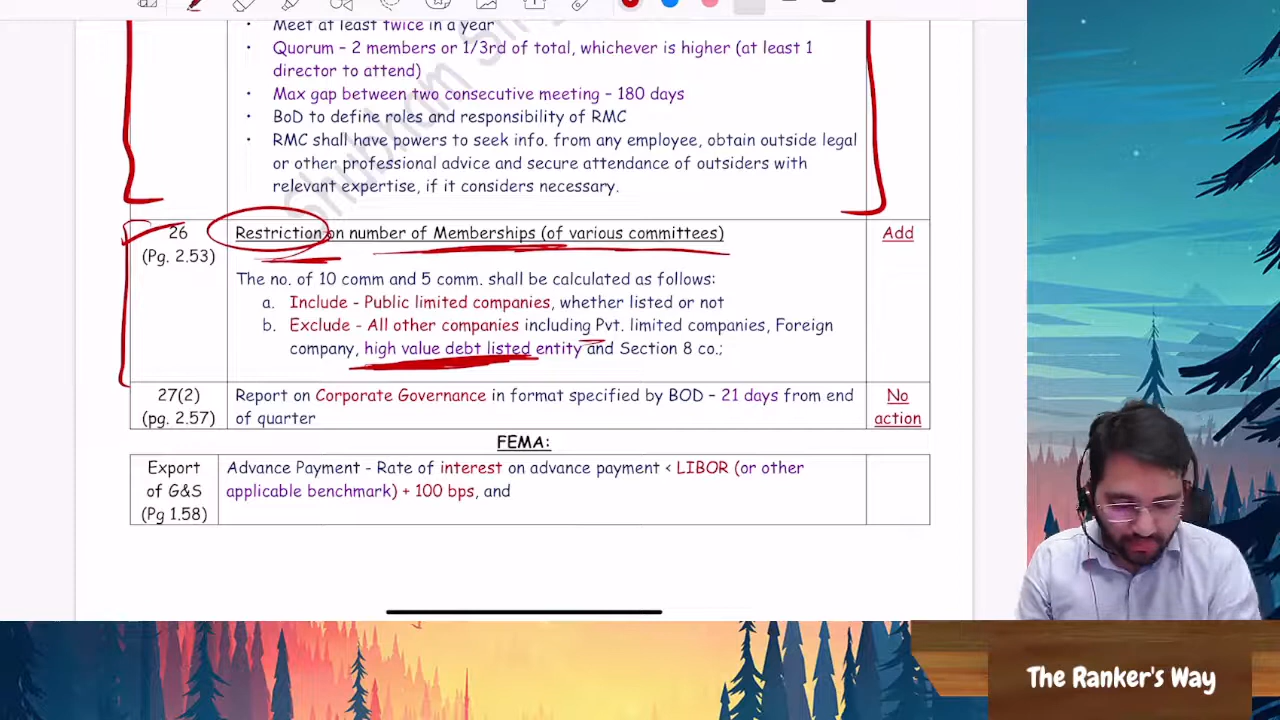 Meet at least twice in a year
• Quorum – 2 members or 1/3rd of total, whichever is higher (at least 1
director to attend)
• Max gap between two consecutive meeting – 180 days
• BoD to define roles and responsibility of RMC
• RMC shall have powers to seek info. from any employee, obtain outside legal
or other professional advice and secure attendance of outsiders with
relevant expertise, if it considers necessary.
26
(Pg. 2.53)
Restriction on number of Memberships (of various committees)
The no. of 10 comm and 5 comm. shall be calculated as follows:
a. Include - Public limited companies, whether listed or not
b. Exclude - All other companies including Pvt. limited companies, Foreign
company, high value debt listed entity and Section 8 co.;
Add
27(2)
(pg. 2.57)
Report on Corporate Governance in format specified by BOD – 21 days from end
of quarter
No
action
FEMA:
Export
of G&S
(Pg 1.58)
Advance Payment - Rate of interest on advance payment < LIBOR (or other
applicable benchmark) + 100 bps, and
The Ranker's Way